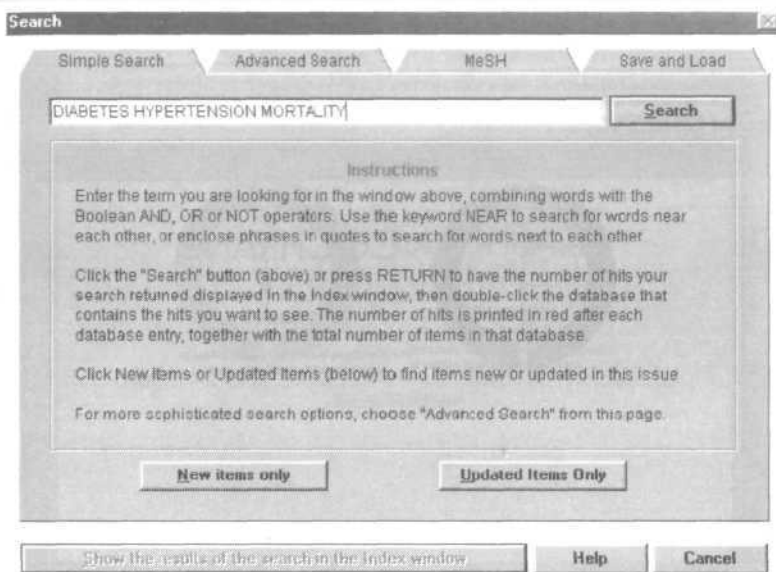 Search
Simple Search Advanced Search MeSH Save and Load
DIABETES HYPERTENSION MORTALITY Search
Instructions
Enter the term you are looking for in the window above, combining words with the
Boolean AND, OR or NOT operators. Use the keyword NEAR to search for words near
each other, or enclose phrases in quotes to search for words next to each other
Click the "Search" button (above) or press RETURN to have the number of hits your
search returned displayed in the Index window, then double-click the database that
contains the hits you want to see. The number of hits is printed in red after each
database entry, together with the total number of items in that database.
Click New Items or Updated Items (below) to find items new or updated in this issue
For more sophisticated search options, choose "Advanced Search" from this page.
New items only Updated Items Only
Show the results of the search in the Index window Help Cancel